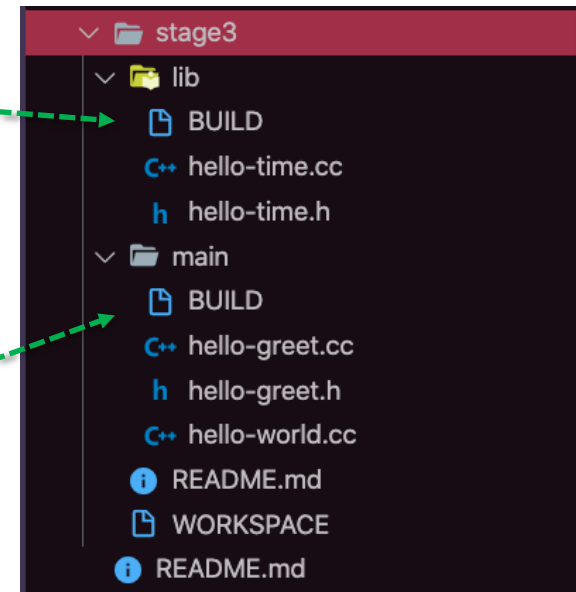 stage3
lib
BUILD
C++ hello-time.cc
h hello-time.h
main
BUILD
C++ hello-greet.cc
h hello-greet.h
C++ hello-world.cc
i README.md
WORKSPACE
i README.md